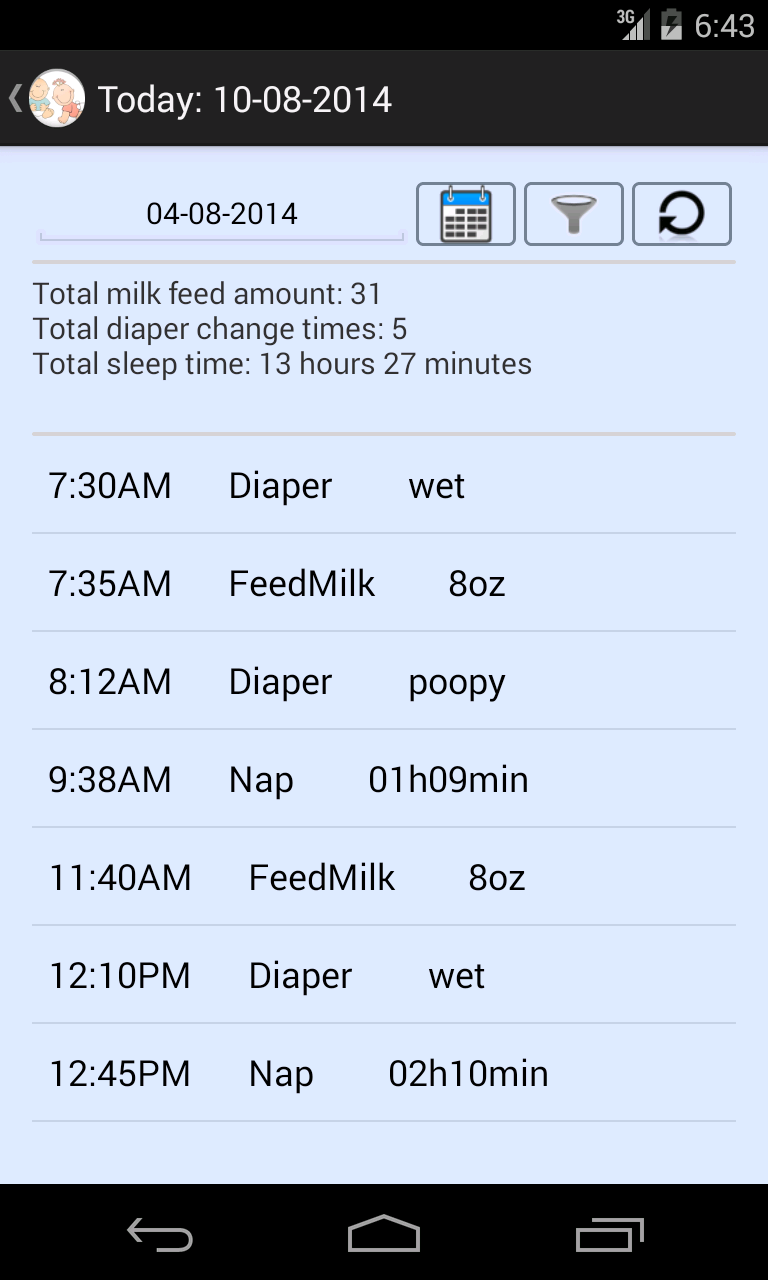 3G 6:43
Today: 10-08-2014
04-08-2014
Total milk feed amount: 31
Total diaper change times: 5
Total sleep time: 13 hours 27 minutes
7:30AM Diaper wet
7:35AM FeedMilk 8oz
8:12AM Diaper poopy
9:38AM Nap 01h09min
11:40AM FeedMilk 8oz
12:10PM Diaper wet
12:45PM Nap 02h10min